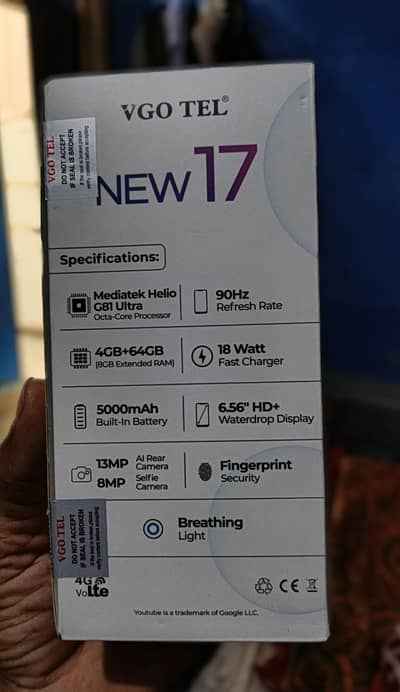 VGO TEL®
NEW 17
VGO TEL
DO NOT ACCEPT
IF SEAL IS BROKEN
Specifications:
Mediatek Helio
G81 Ultra
Octa-Core Processor
90Hz
Refresh Rate
4GB+64GB
(8GB Extended RAM)
18 Watt
Fast Charger
5000mAh
Built-In Battery
6.56" HD+
Waterdrop Display
13MP AI Rear
Camera
8MP Selfie
Camera
Fingerprint
Security
Breathing
Light
VGO TEL
DO NOT ACCEPT
IF SEAL IS BROKEN
4G
VoLte
CE
Youtube is a trademark of Google LLC.